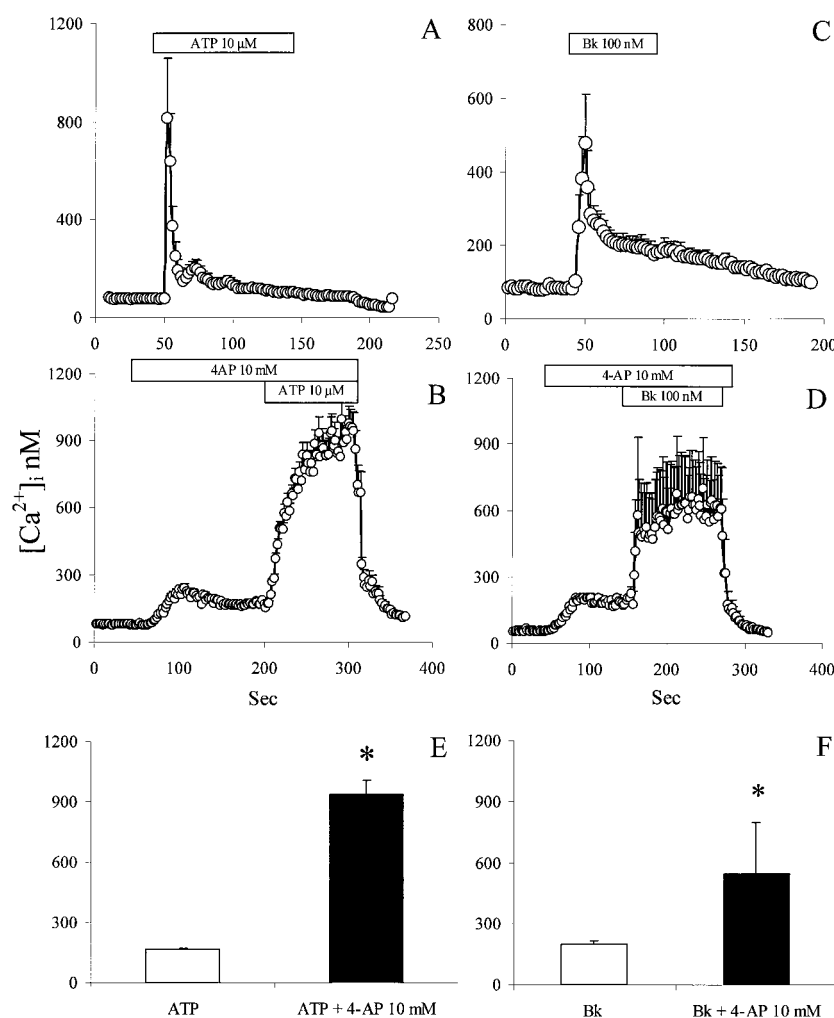 A
ATP 10 µM
1200
800
400
0
0 50 100 150 200 250
C
Bk 100 nM
800
600
400
200
0
0 50 100 150 200
B
4AP 10 mM
ATP 10 µM
1200
900
600
300
0
0 100 200 300 400
Sec
[Ca2+]i nM
D
4-AP 10 mM
Bk 100 nM
1200
900
600
300
0
0 100 200 300 400
Sec
E
*
1200
900
600
300
0
ATP ATP + 4-AP 10 mM
F
*
1200
900
600
300
0
Bk Bk + 4-AP 10 mM